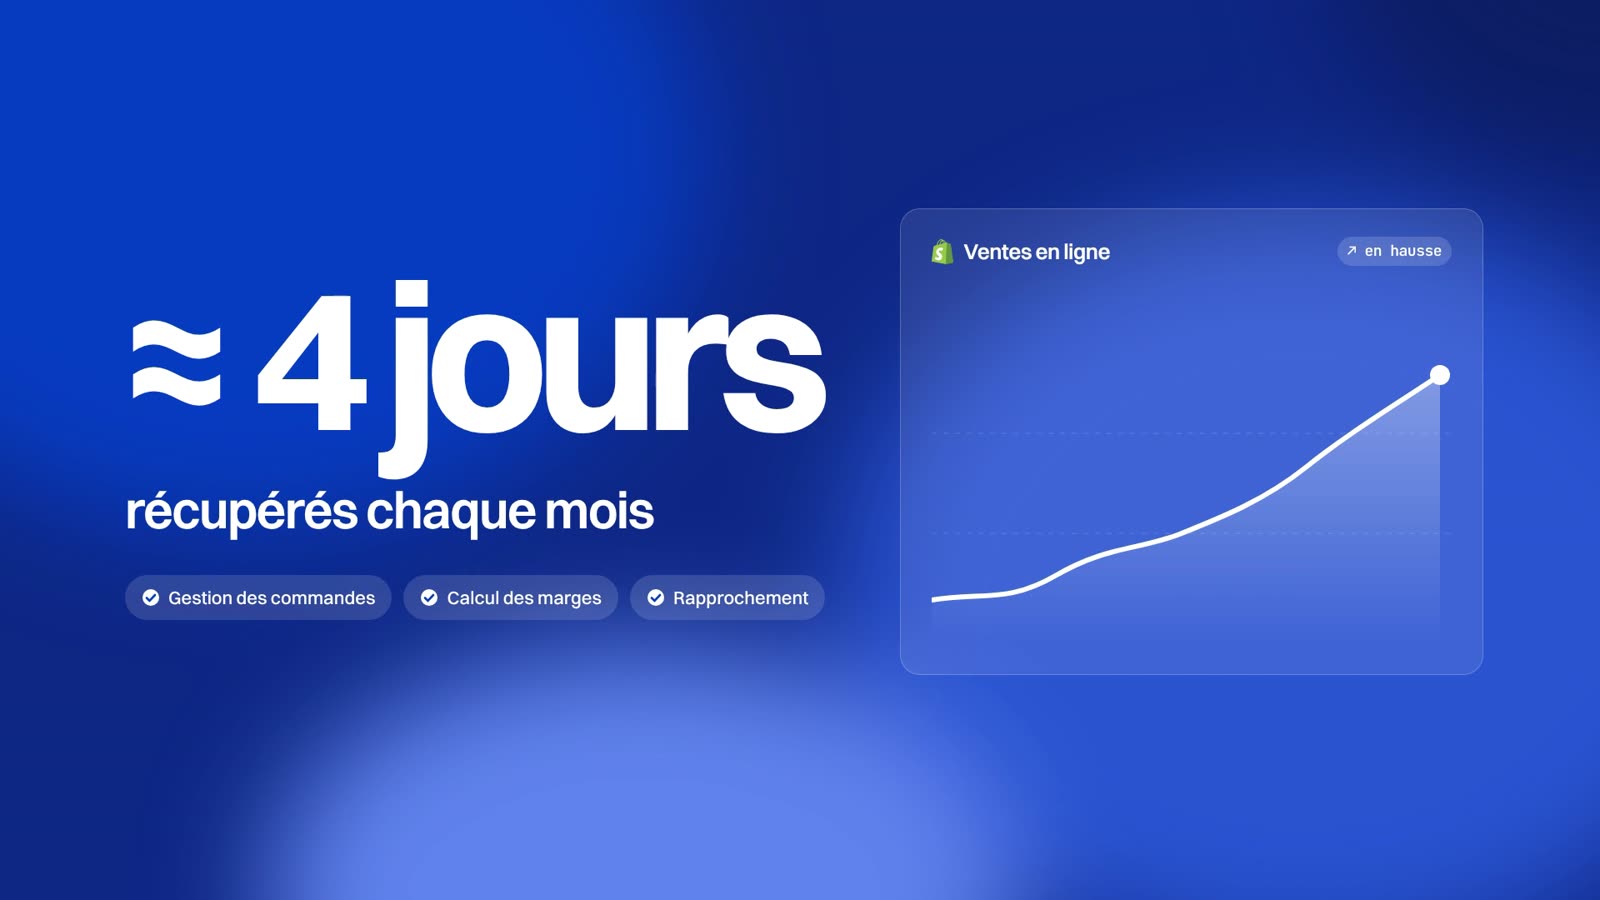 ≈ 4 jours
récupérés chaque mois
Gestion des commandes
Calcul des marges
Rapprochement
Ventes en ligne
↗ en hausse